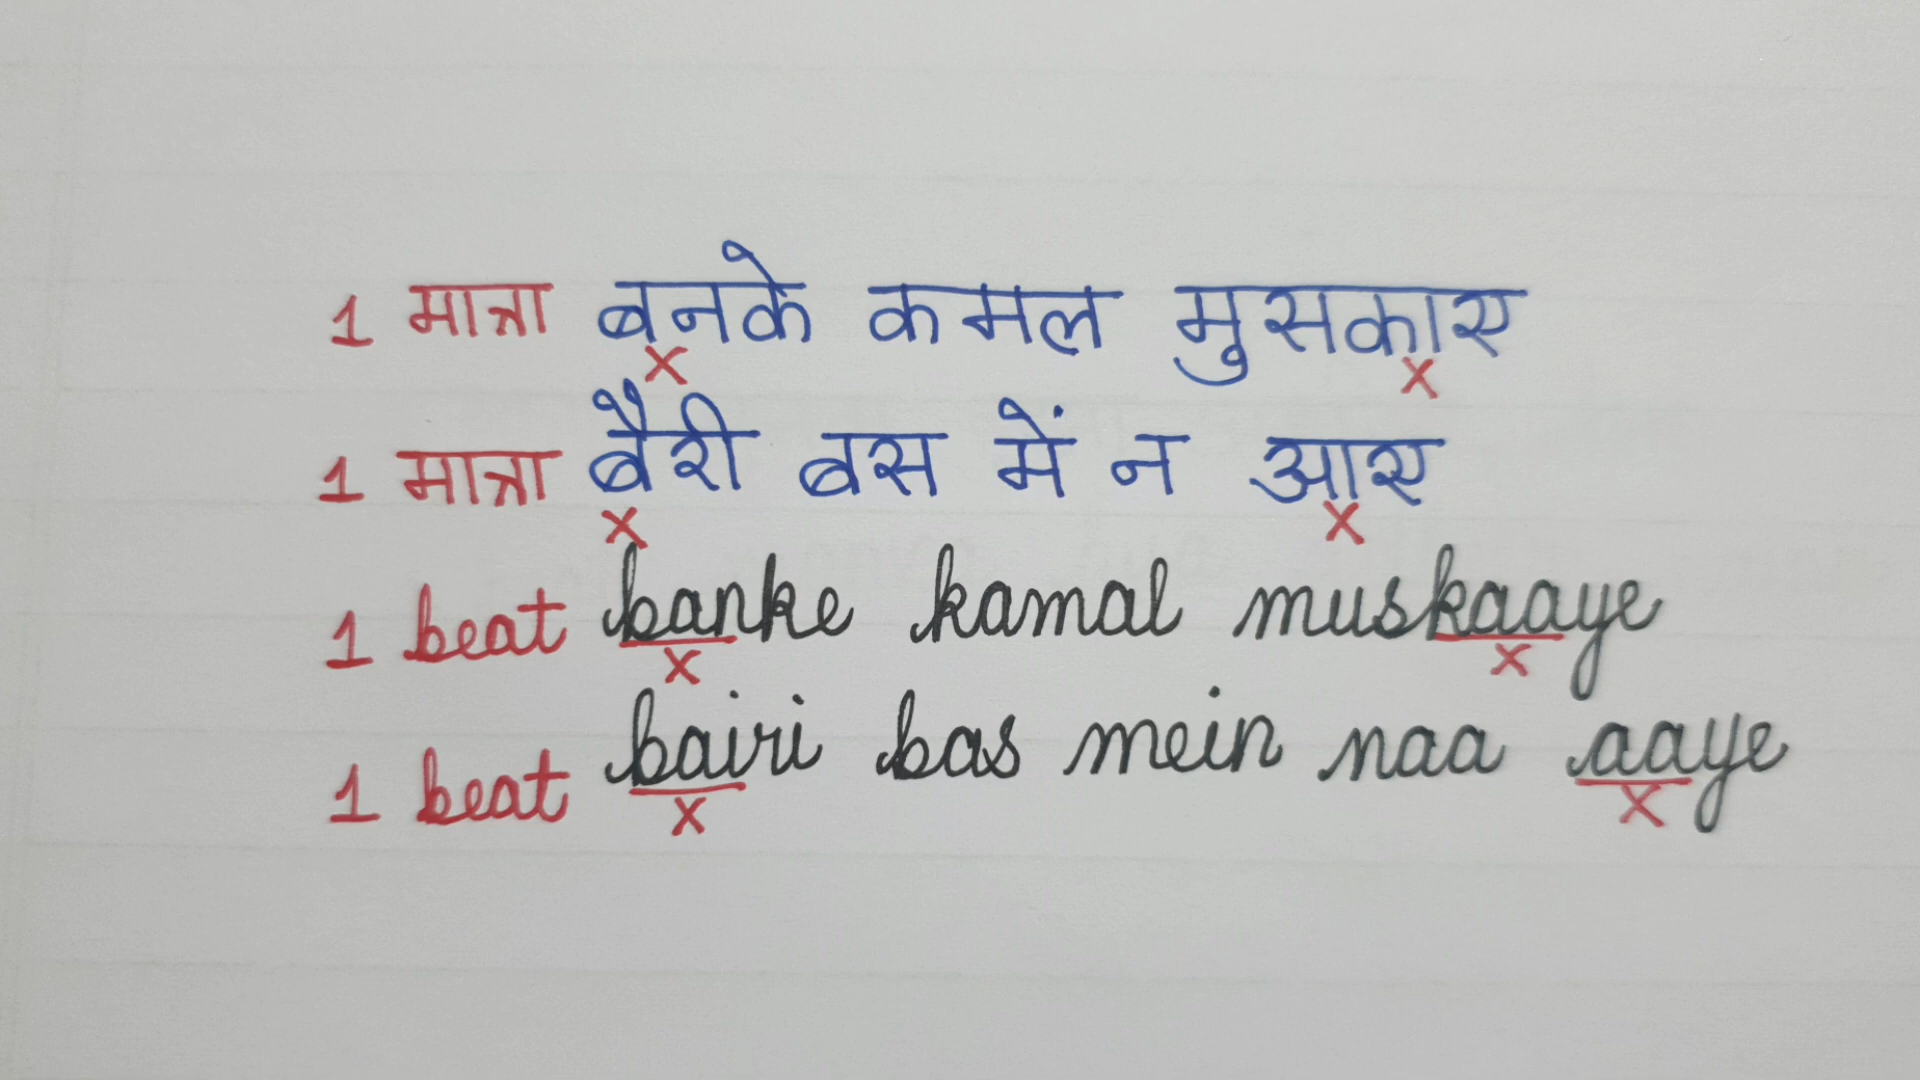 1 मात्रा बनके कमल मुसकाए
x x
1 मात्रा बैरी बस में न आए
x x
1 beat banke kamal muskaaye
x x
1 beat bairi bas mein naa aaye
x x